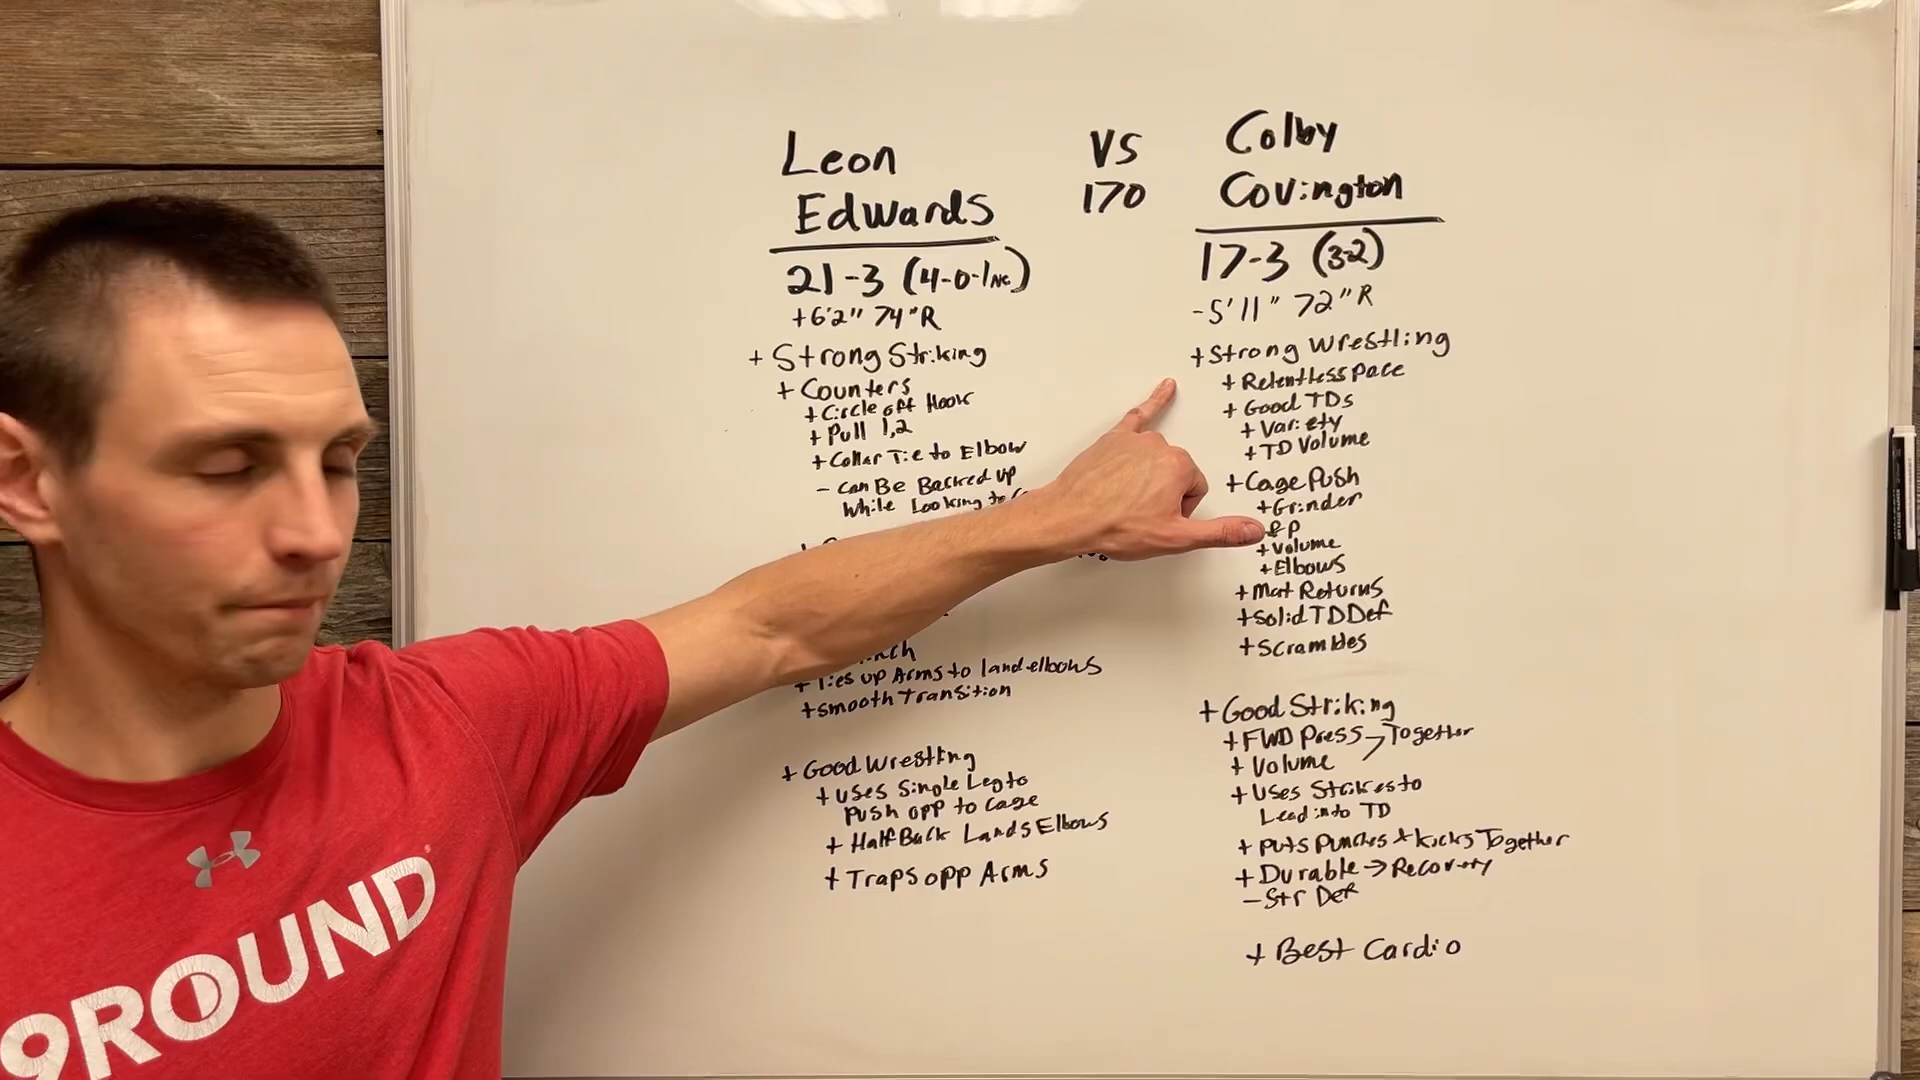 Leon
Edwards
21-3 (4-0-1NC)
+6'2" 74"R
+ Strong Striking
+ Counters
+ Circle off Hook
+ Pull 1,2
+ Collar Tie to Elbow
- Can Be Backed up
While Looking to
+ Ties up Arms to land elbows
+ smooth Transition
+ Good Wrestling
+ Uses Single Leg to
Push opp to Cage
+ Half Back Lands Elbows
+ Traps opp Arms
VS
170
Colby
Covington
17-3 (3-2)
-5'11" 72"R
+ Strong Wrestling
+ Relentless pace
+ Good TDs
+ Variety
+ TD Volume
+ Cage Push
+ Grinder
&P
+ Volume
+ Elbows
+ Mat Returns
+ Solid TD Def
+ Scrambles
+ Good Striking
+ FWD Press → Together
+ Volume
+ Uses Strikes to
Lead into TD
+ Puts Punches + kicks Together
+ Durable → Recovery
- Str Def
+ Best Cardio
9ROUND